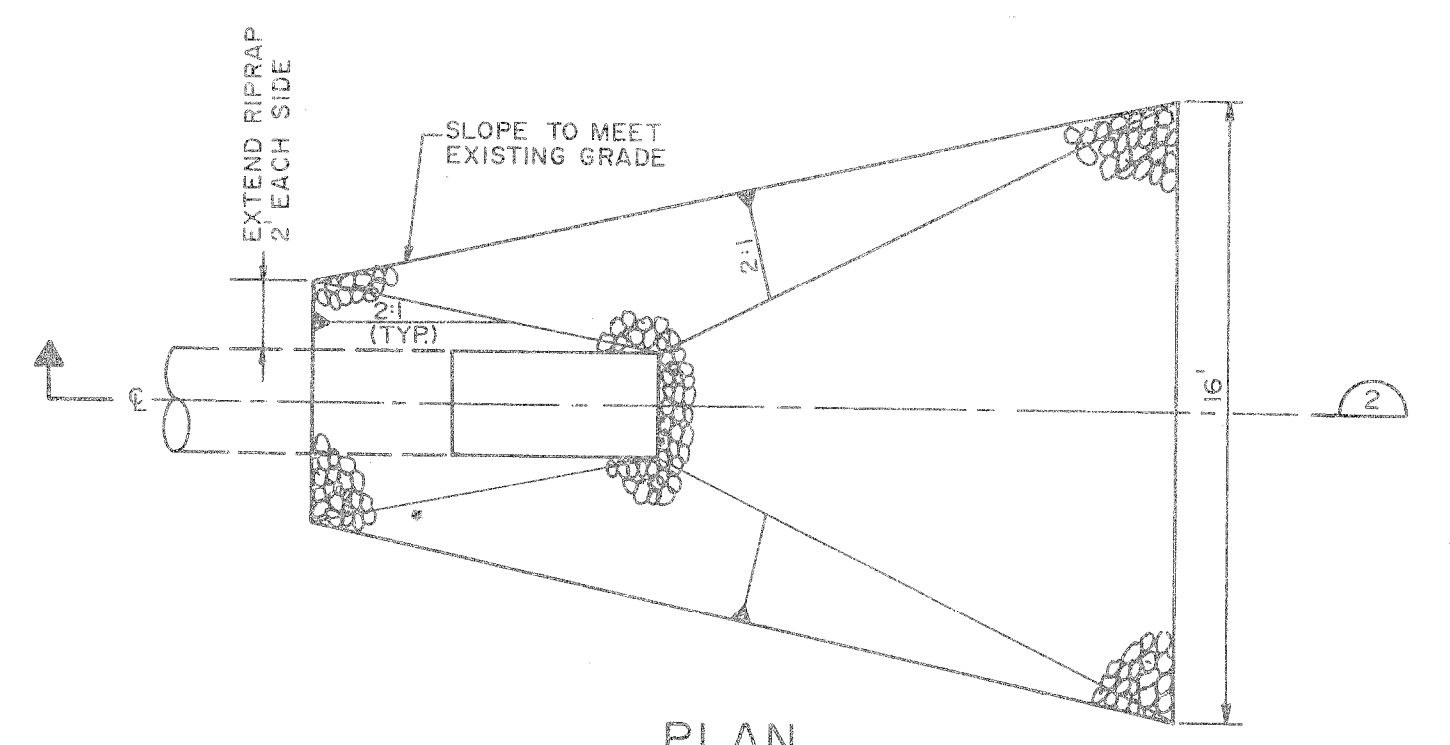 EXTEND RIPRAP
2' EACH SIDE
SLOPE TO MEET
EXISTING GRADE
2:1
2:1
(TYP.)
℄
16'
2
*
PLAN